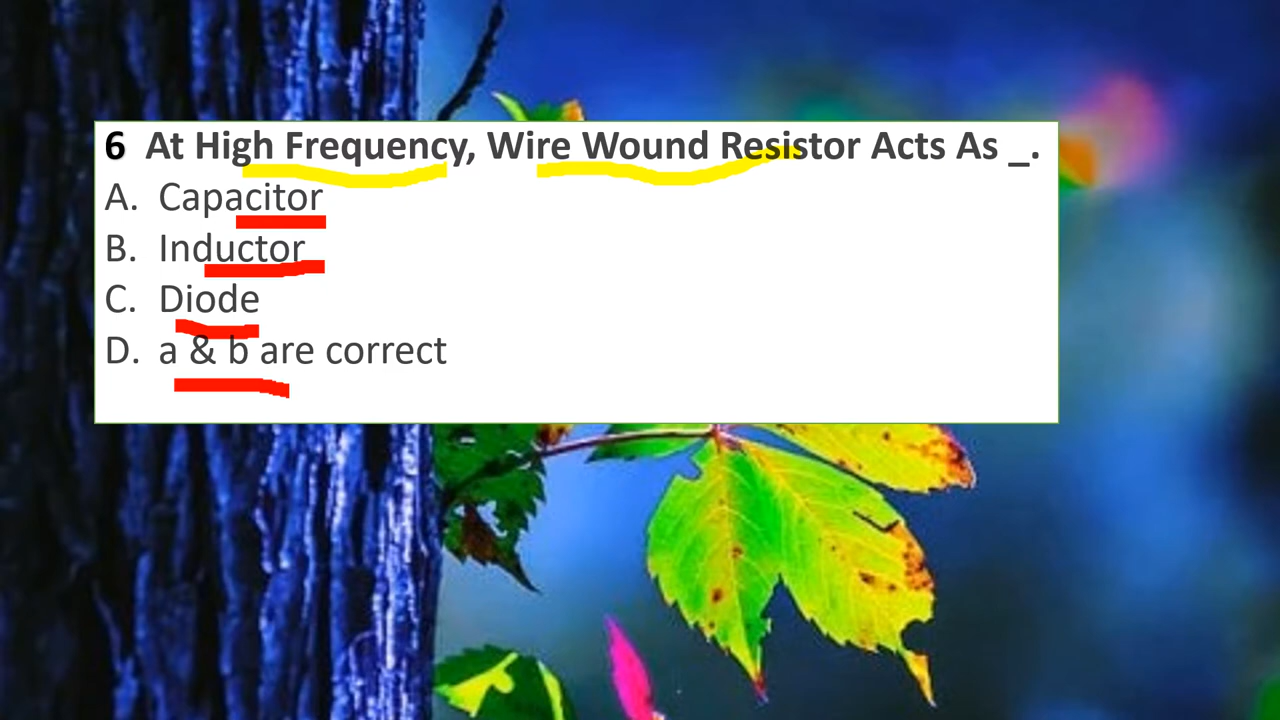 6 At High Frequency, Wire Wound Resistor Acts As _.
A. Capacitor
B. Inductor
C. Diode
D. a & b are correct